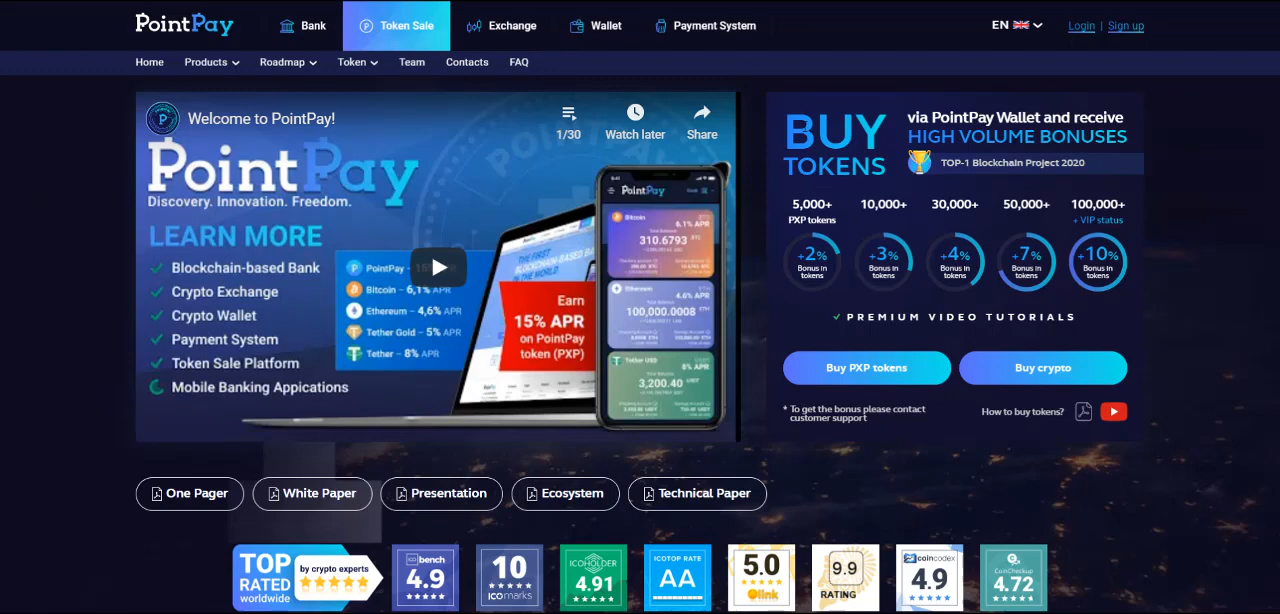 PointPay
Bank
Token Sale
Exchange
Wallet
Payment System
EN
Login | Sign up
Home
Products
Roadmap
Token
Team
Contacts
FAQ
Welcome to PointPay!
1/30
Watch later
Share
PointPay
Discovery. Innovation. Freedom.
LEARN MORE
Blockchain-based Bank
Crypto Exchange
Crypto Wallet
Payment System
Token Sale Platform
Mobile Banking Appications
PointPay - 15% APR
Bitcoin – 6,1% APR
Ethereum – 4,6% APR
Tether Gold – 5% APR
Tether – 8% APR
Earn
15% APR
on PointPay
token (PXP)
PointPay
Bitcoin
6.1% APR
310.6793 BTC
Ethereum
4.6% APR
100,000.0008 ETH
Tether USD
8% APR
3,200.40 USDT
BUY
TOKENS
via PointPay Wallet and receive
HIGH VOLUME BONUSES
TOP-1 Blockchain Project 2020
5,000+
PXP tokens
10,000+
30,000+
50,000+
100,000+
+ VIP status
+2%
Bonus in
tokens
+3%
Bonus in
tokens
+4%
Bonus in
tokens
+7%
Bonus in
tokens
+10%
Bonus in
tokens
PREMIUM VIDEO TUTORIALS
Buy PXP tokens
Buy crypto
* To get the bonus please contact
customer support
How to buy tokens?
One Pager
White Paper
Presentation
Ecosystem
Technical Paper
TOP
RATED
worldwide
by crypto experts
ICO bench
4.9
10
ICOmarks
ICOHOLDER
4.91
ICOTOP RATE
AA
5.0
Olink
9.9
RATING
coincodex
4.9
CoinCheckup
4.72